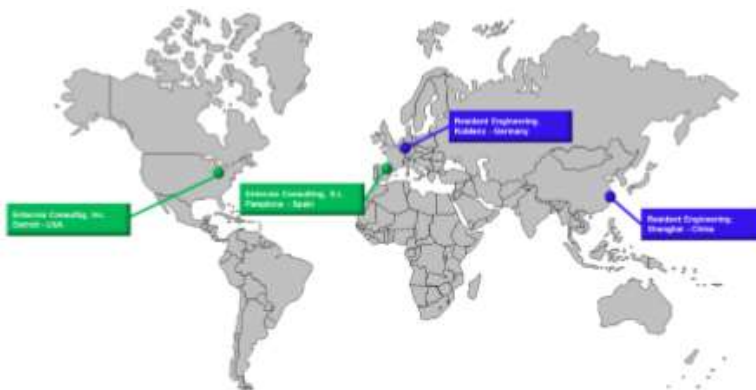 Resident Engineering
Koblenz - Germany
Consulting, S.L.
Pamplona - Spain
Consulting, Inc.
Detroit - USA
Resident Engineering
Shanghai - China